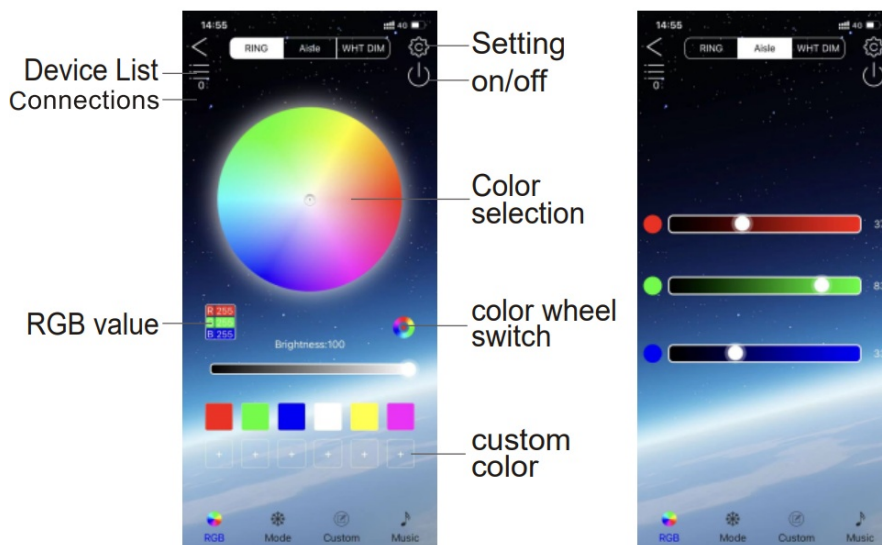 14:55
4G
RING
Aisle
WHT DIM
0
Device List
Connections
Setting
on/off
Color
selection
R 255
255
B 255
RGB value
color wheel
switch
Brightness:100
custom
color
+ + + + + +
RGB
Mode
Custom
Music
14:55
4G
RING
Aisle
WHT DIM
0
RGB
Mode
Custom
Music